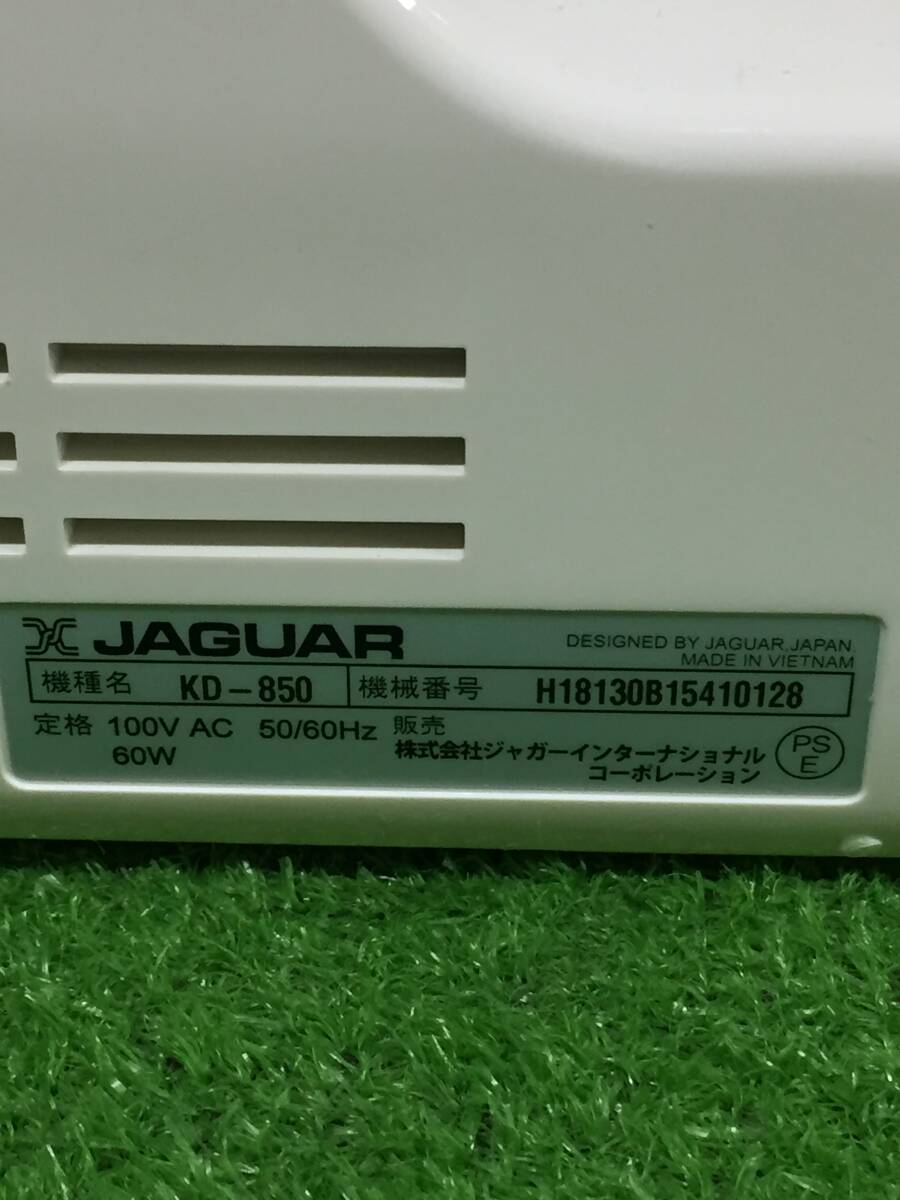 JAGUAR
DESIGNED BY JAGUAR,JAPAN.
MADE IN VIETNAM
機種名 KD-850 機械番号 H18130B15410128
定格 100V AC 50/60Hz 販売
60W 株式会社ジャガーインターナショナル
コーポレーション
PS
E